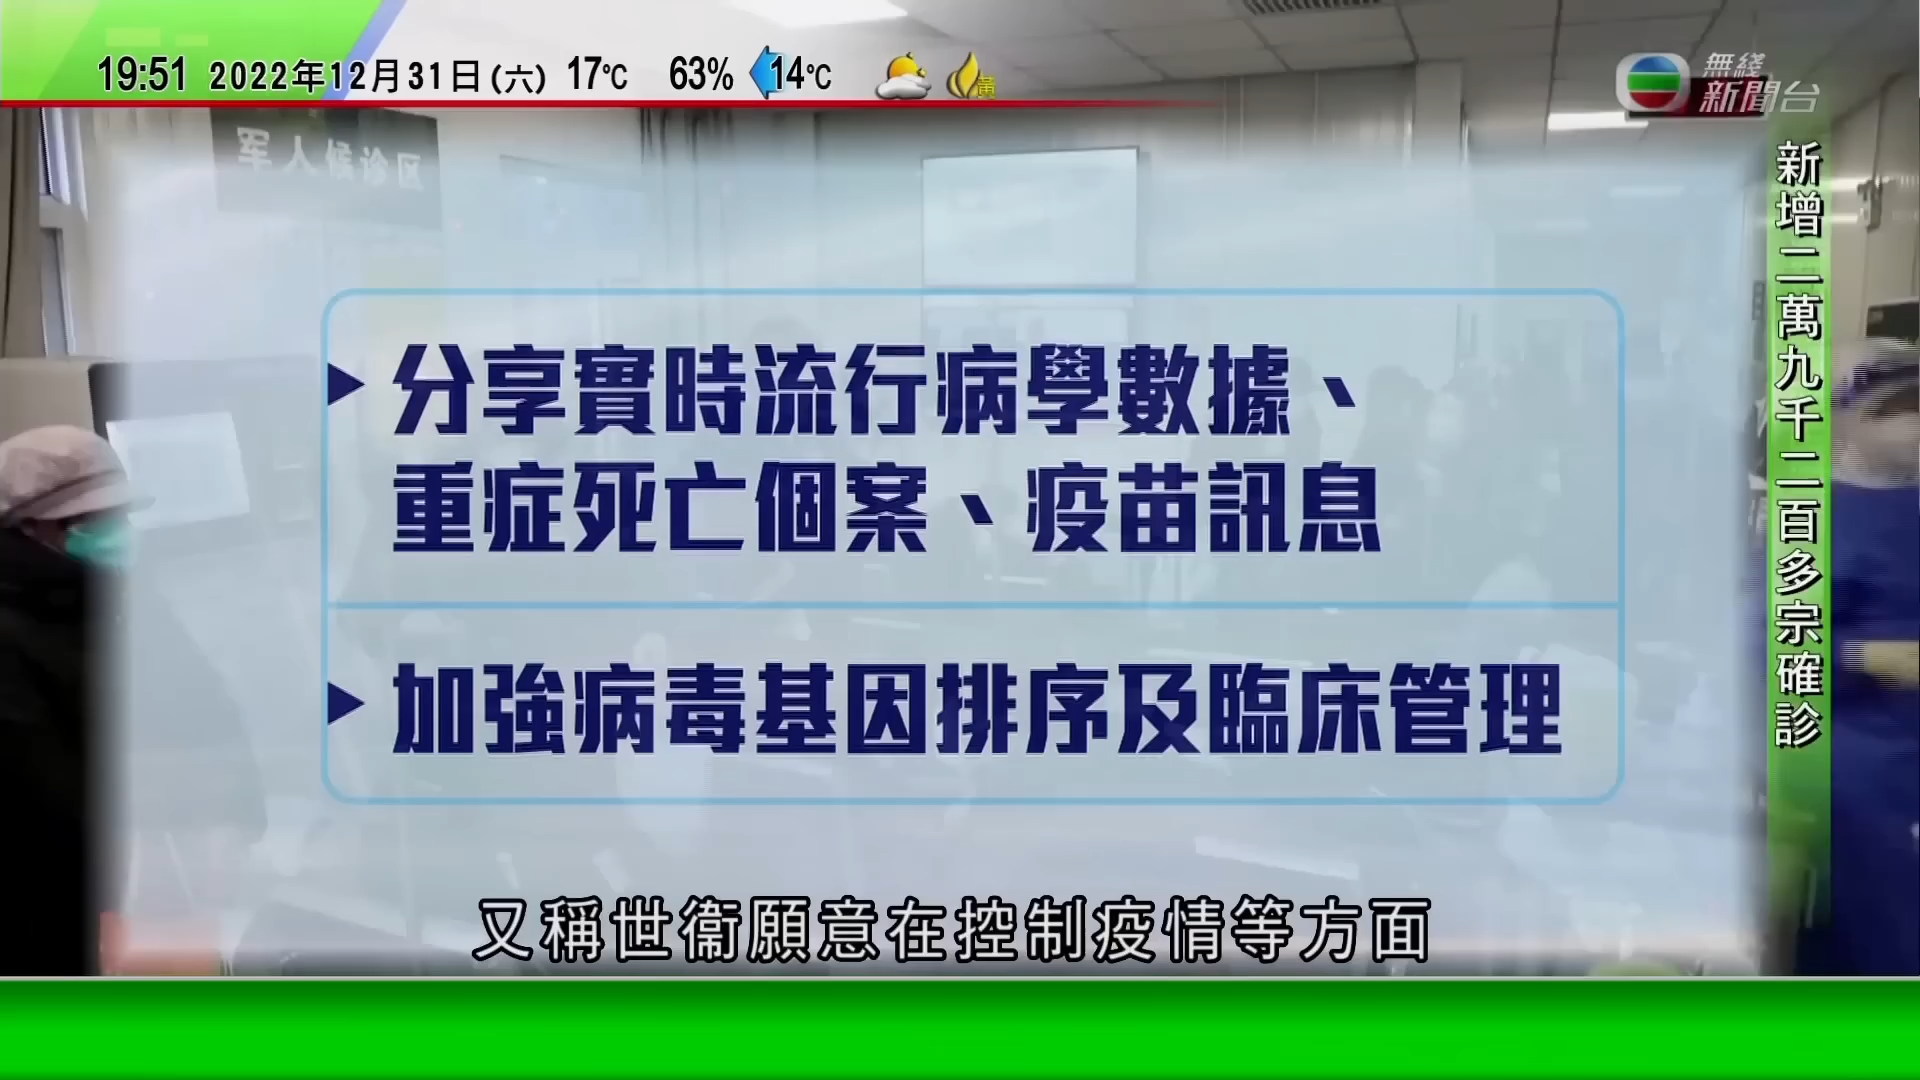 19:51 2022年12月31日(六) 17℃ 63% 14℃
黃
無綫
新聞台
军人候诊区
分享實時流行病學數據、
重症死亡個案、疫苗訊息
加強病毒基因排序及臨床管理
新增二萬九千二百多宗確診
又稱世衞願意在控制疫情等方面